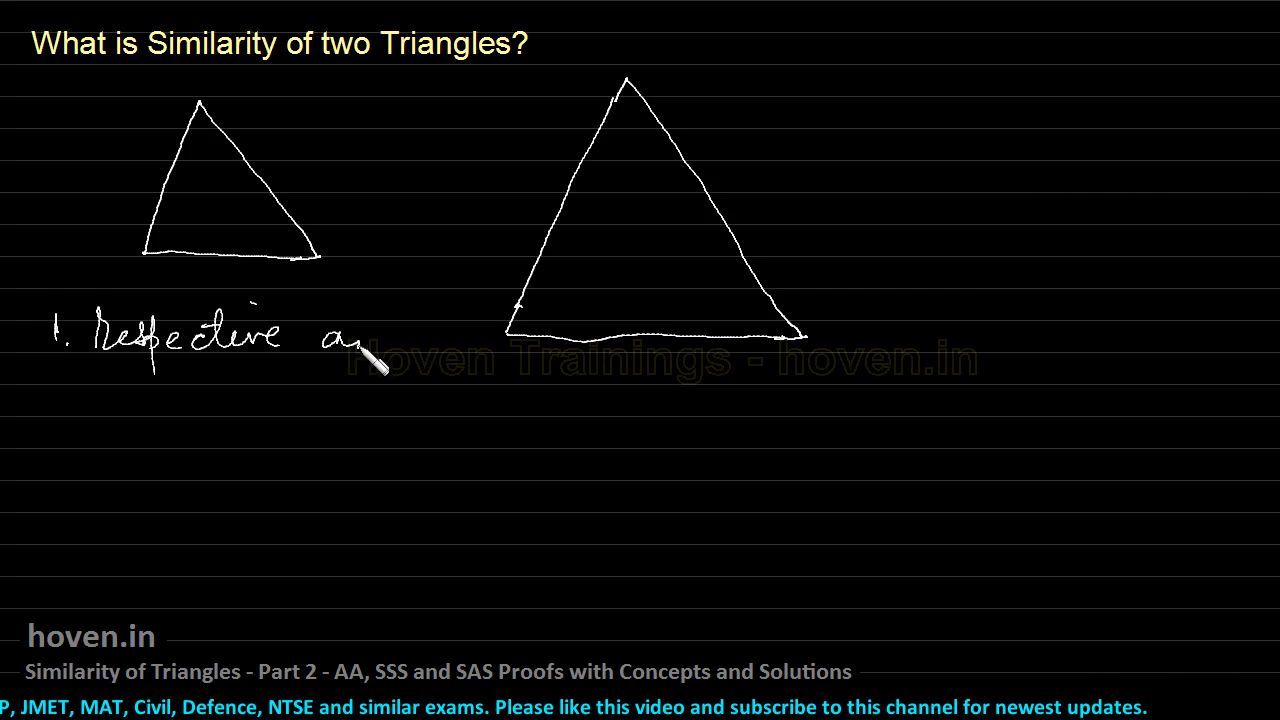 What is Similarity of two Triangles?
1. Respective an
Hoven Trainings - hoven.in
hoven.in
Similarity of Triangles - Part 2 - AA, SSS and SAS Proofs with Concepts and Solutions
P, JMET, MAT, Civil, Defence, NTSE and similar exams. Please like this video and subscribe to this channel for newest updates.